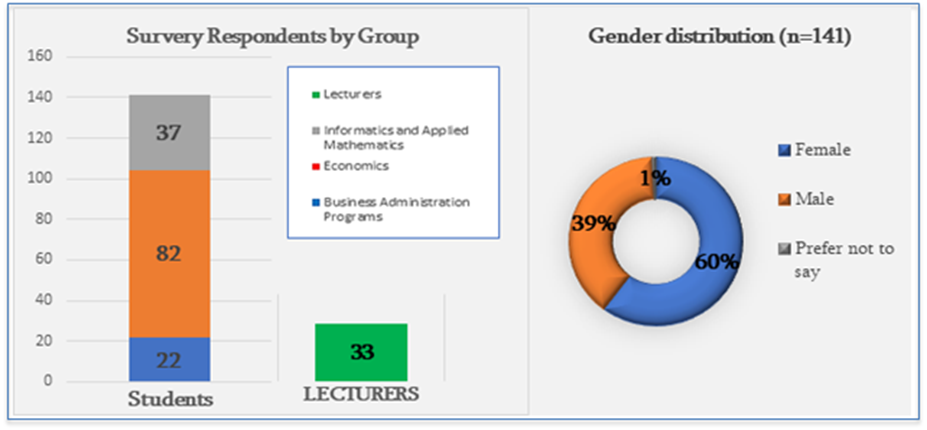 Survery Respondents by Group
160
140
120
100
80
60
40
20
0
37
82
22
33
Students
LECTURERS
Lecturers
Informatics and Applied
Mathematics
Economics
Business Administration
Programs
Gender distribution (n=141)
1%
39%
60%
Female
Male
Prefer not to
say